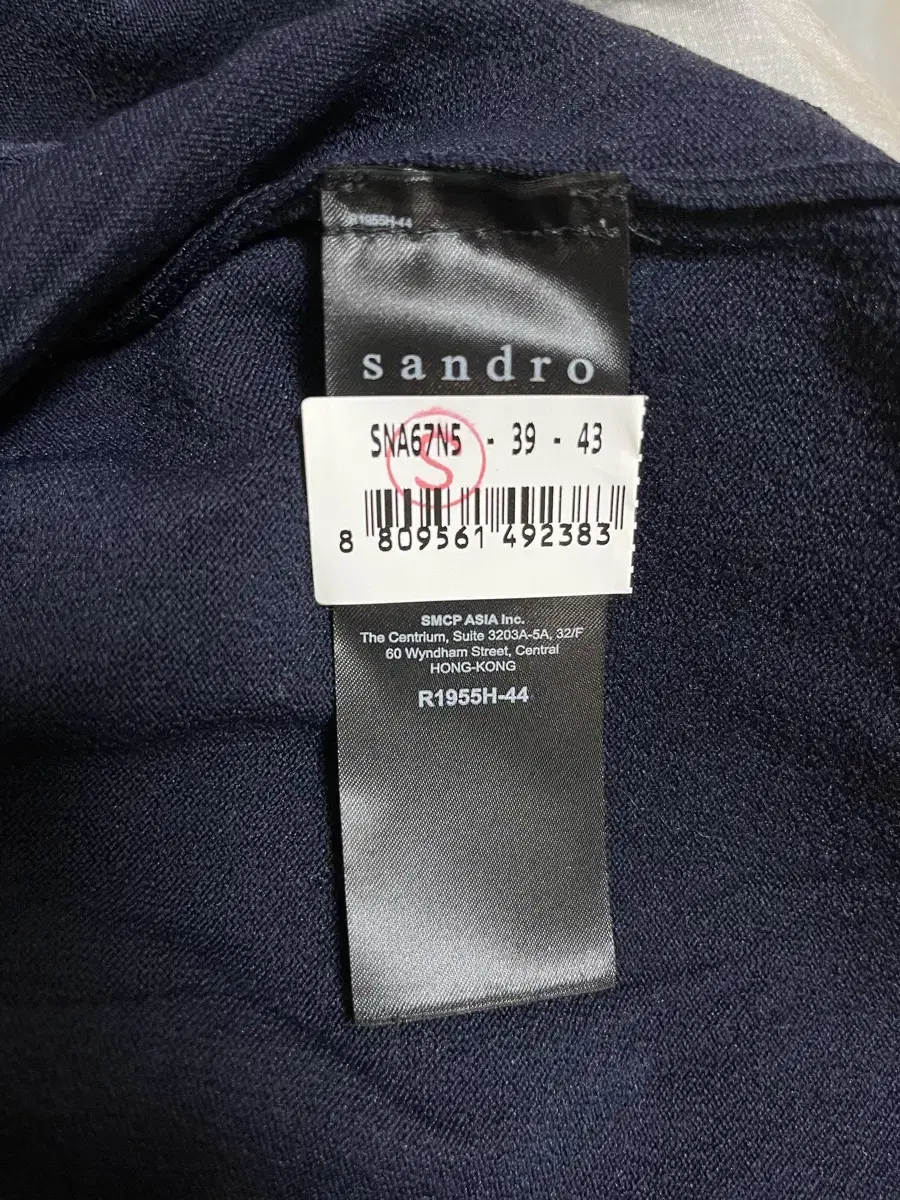 R1955H-44
sandro
SNA67N5 - 39 - 43
S
8 809561 492383
SMCP ASIA Inc.
The Centrium, Suite 3203A-5A, 32/F
60 Wyndham Street, Central
HONG-KONG
R1955H-44